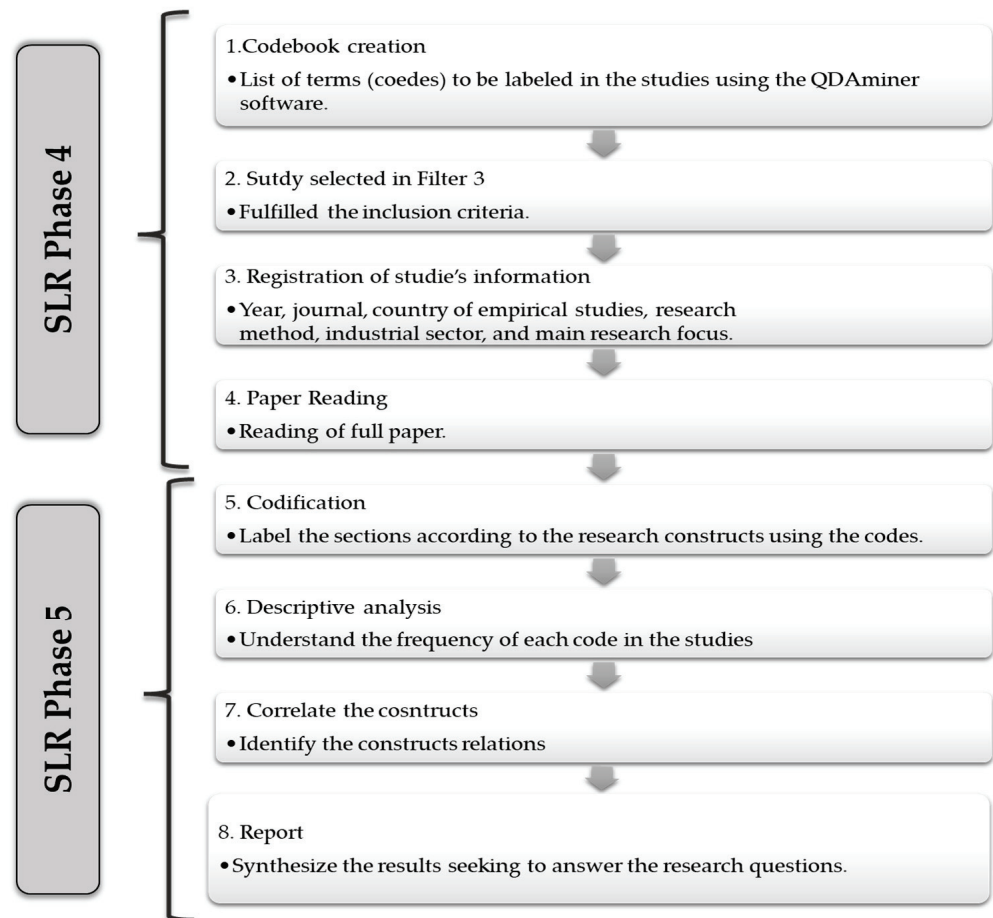 SLR Phase 4
1.Codebook creation
•List of terms (coedes) to be labeled in the studies using the QDAminer
software.
2. Sutdy selected in Filter 3
•Fulfilled the inclusion criteria.
3. Registration of studie's information
•Year, journal, country of empirical studies, research
method, industrial sector, and main research focus.
4. Paper Reading
•Reading of full paper.
SLR Phase 5
5. Codification
•Label the sections according to the research constructs using the codes.
6. Descriptive analysis
•Understand the frequency of each code in the studies
7. Correlate the cosntructs
•Identify the constructs relations
8. Report
•Synthesize the results seeking to answer the research questions.